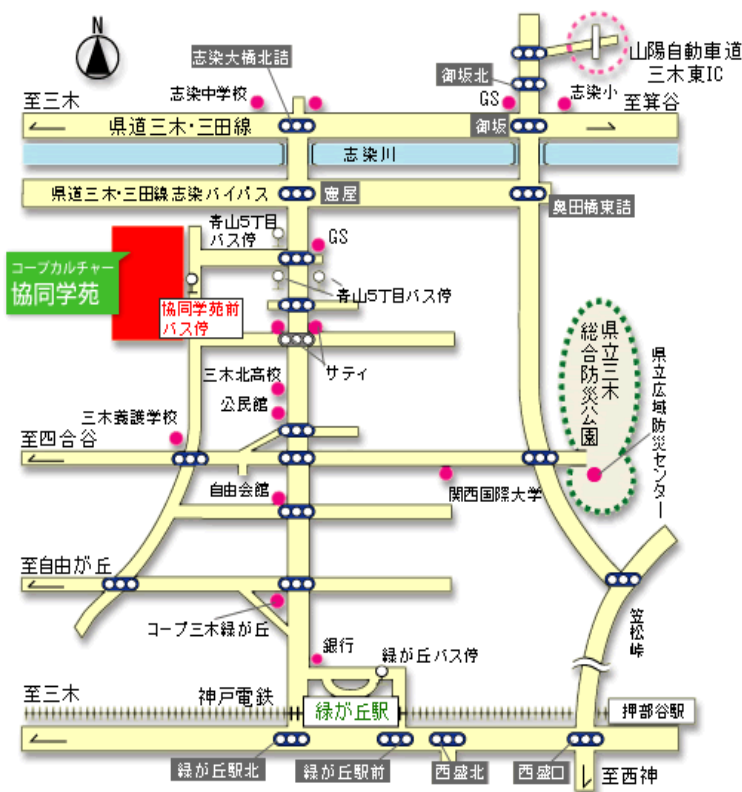 N
志染大橋北詰
山陽自動車道
三木東IC
御坂北
至三木
志染中学校
GS
志染小
至箕谷
県道三木・三田線
御坂
志染川
県道三木・三田線志染バイパス
窟屋
奥田橋東詰
青山5丁目
バス停
GS
コープカルチャー
協同学苑
協同学苑前
バス停
青山5丁目バス停
サティ
県立三木
総合防災公園
県立広域防災センター
三木北高校
公民館
三木養護学校
至四合谷
自由会館
関西国際大学
至自由が丘
コープ三木緑が丘
笠松峠
銀行
緑が丘バス停
至三木
神戸電鉄
緑が丘駅
押部谷駅
緑が丘駅北
緑が丘駅前
西盛北
西盛口
至西神